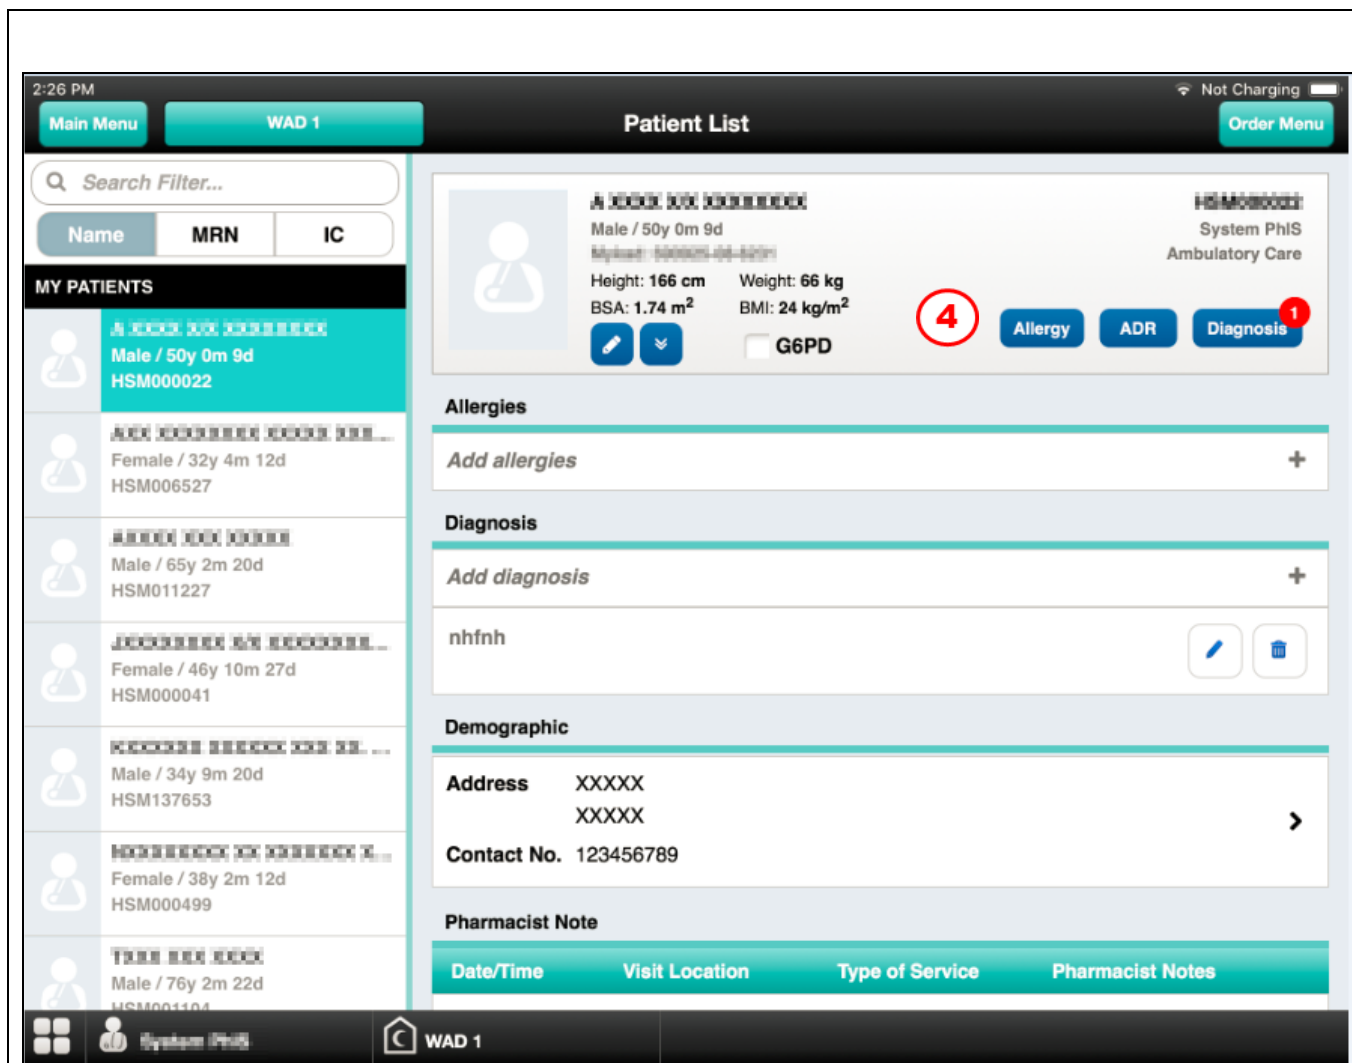 2:26 PM
Not Charging
Main Menu
WAD 1
Patient List
Order Menu
Search Filter...
Name MRN IC
MY PATIENTS
Male / 50y 0m 9d
HSM000022
Female / 32y 4m 12d
HSM006527
Male / 65y 2m 20d
HSM011227
Female / 46y 10m 27d
HSM000041
Male / 34y 9m 20d
HSM137653
Female / 38y 2m 12d
HSM000499
Male / 76y 2m 22d
HSM001104
Male / 50y 0m 9d
System PhIS
Ambulatory Care
Height: 166 cm Weight: 66 kg
BSA: 1.74 m² BMI: 24 kg/m²
G6PD
4
Allergy ADR Diagnosis 1
Allergies
Add allergies +
Diagnosis
Add diagnosis +
nhfnh
Demographic
Address XXXXX
XXXXX
Contact No. 123456789
Pharmacist Note
Date/Time Visit Location Type of Service Pharmacist Notes
System PhIS
WAD 1